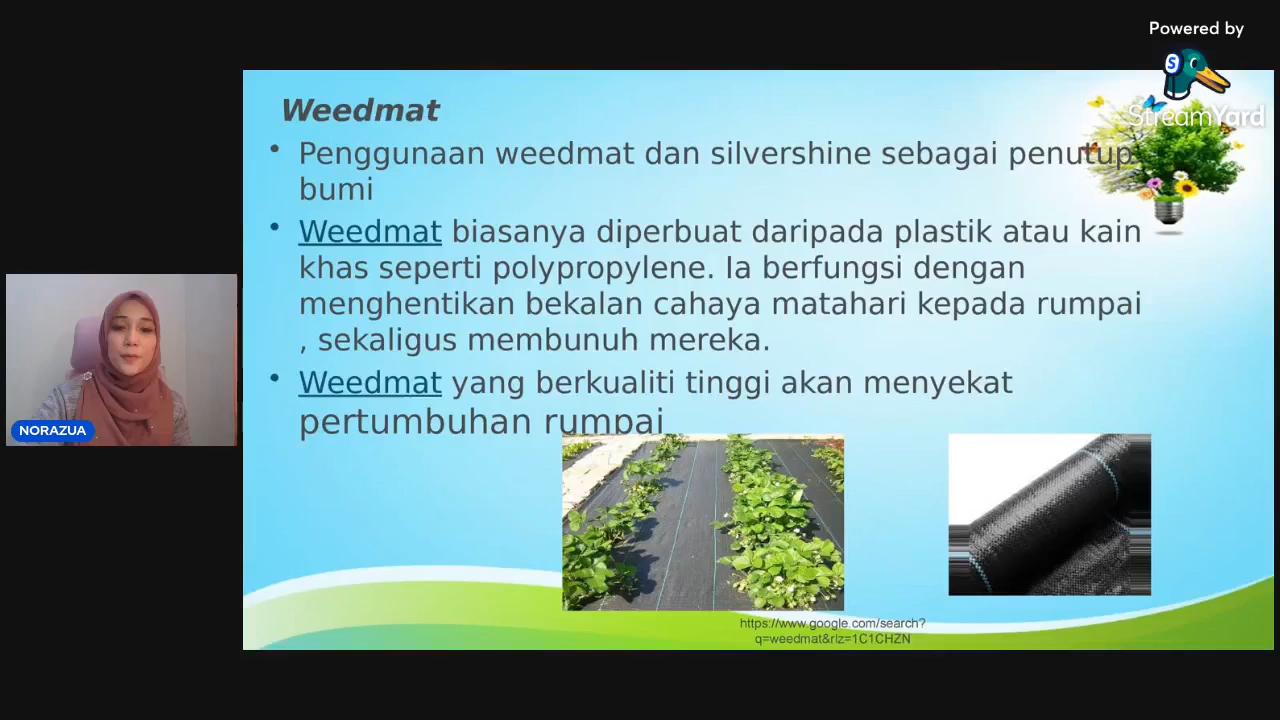 Powered by
StreamYard
Weedmat
• Penggunaan weedmat dan silvershine sebagai penutup
bumi
• Weedmat biasanya diperbuat daripada plastik atau kain
khas seperti polypropylene. Ia berfungsi dengan
menghentikan bekalan cahaya matahari kepada rumpai
, sekaligus membunuh mereka.
• Weedmat yang berkualiti tinggi akan menyekat
pertumbuhan rumpai
NORAZUA
https://www.google.com/search?
q=weedmat&rlz=1C1CHZN